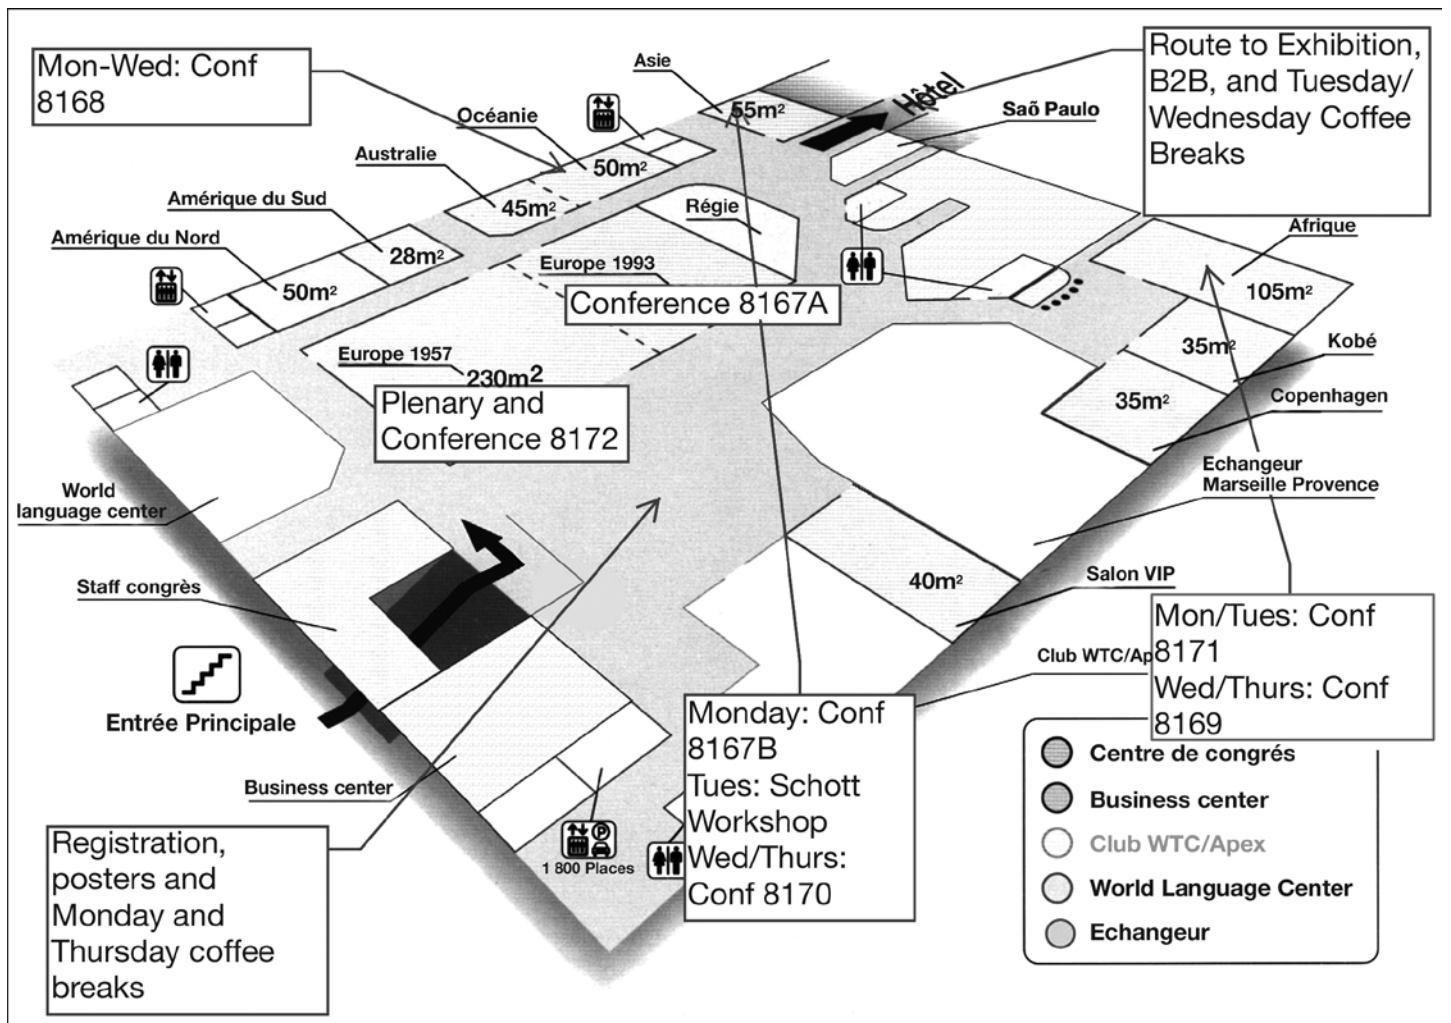 Mon-Wed: Conf
8168
Asie
55m²
Hôtel
Saõ Paulo
Route to Exhibition,
B2B, and Tuesday/
Wednesday Coffee
Breaks
Océanie
50m²
Australie
45m²
Amérique du Sud
28m²
Amérique du Nord
50m²
Régie
Europe 1993
Conference 8167A
Europe 1957
230m²
Plenary and
Conference 8172
Afrique
105m²
35m²
Kobé
35m²
Copenhagen
Echangeur
Marseille Provence
World
language center
Staff congrès
40m²
Salon VIP
Club WTC/Ap
Entrée Principale
Business center
P
1 800 Places
Registration,
posters and
Monday and
Thursday coffee
breaks
Monday: Conf
8167B
Tues: Schott
Workshop
Wed/Thurs:
Conf 8170
Mon/Tues: Conf
8171
Wed/Thurs: Conf
8169
Centre de congrés
Business center
Club WTC/Apex
World Language Center
Echangeur